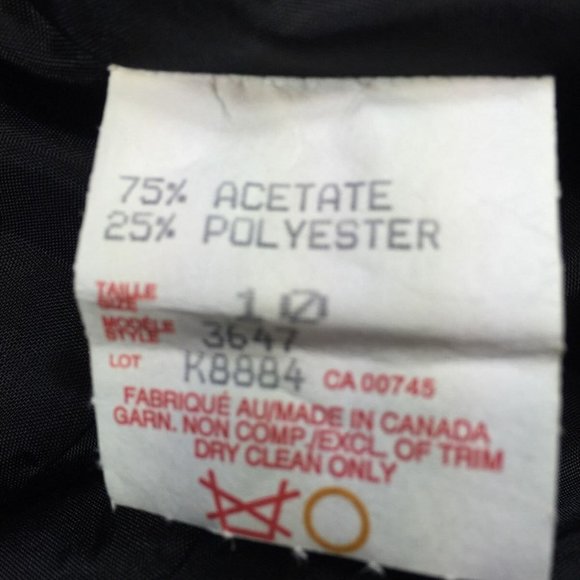 75% ACETATE
25% POLYESTER
TAILLE
SIZE 10
MODÈLE
STYLE 3647
LOT K8884 CA 00745
FABRIQUÉ AU/MADE IN CANADA
GARN. NON COMP./EXCL. OF TRIM
DRY CLEAN ONLY